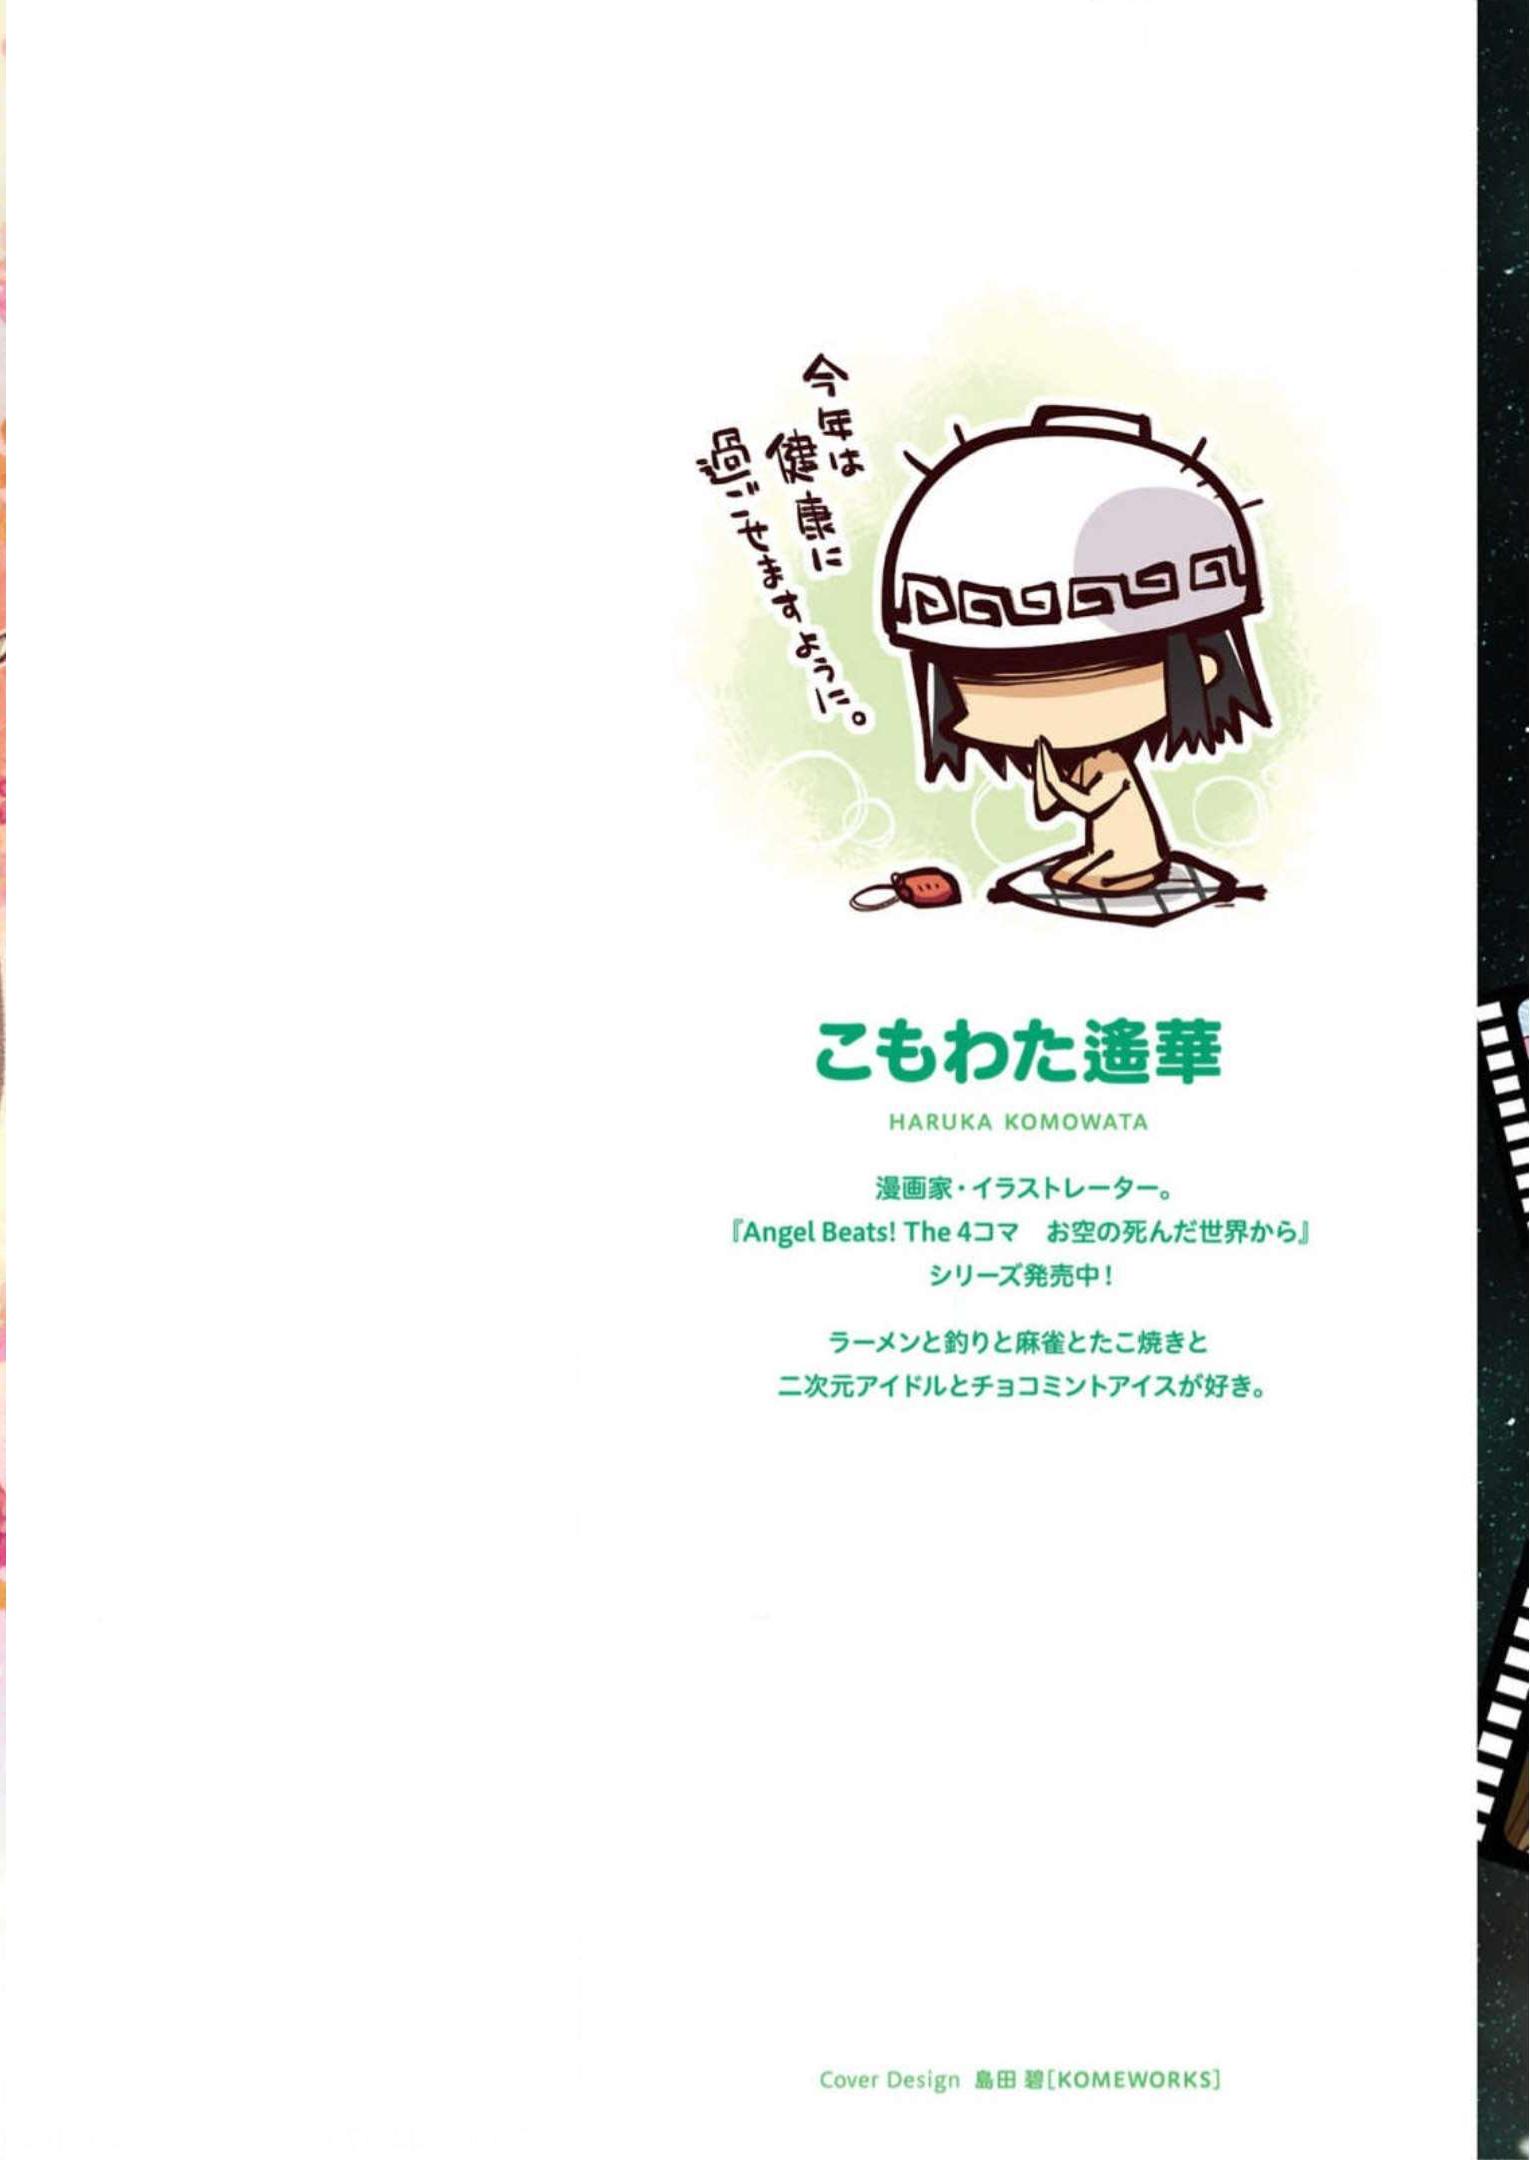 今年は
健康に
過ごせますように。
こもわた遙華
HARUKA KOMOWATA
漫画家・イラストレーター。
『Angel Beats! The 4コマ　お空の死んだ世界から』
シリーズ発売中!
ラーメンと釣りと麻雀とたこ焼きと
二次元アイドルとチョコミントアイスが好き。
Cover Design 島田 碧[KOMEWORKS]